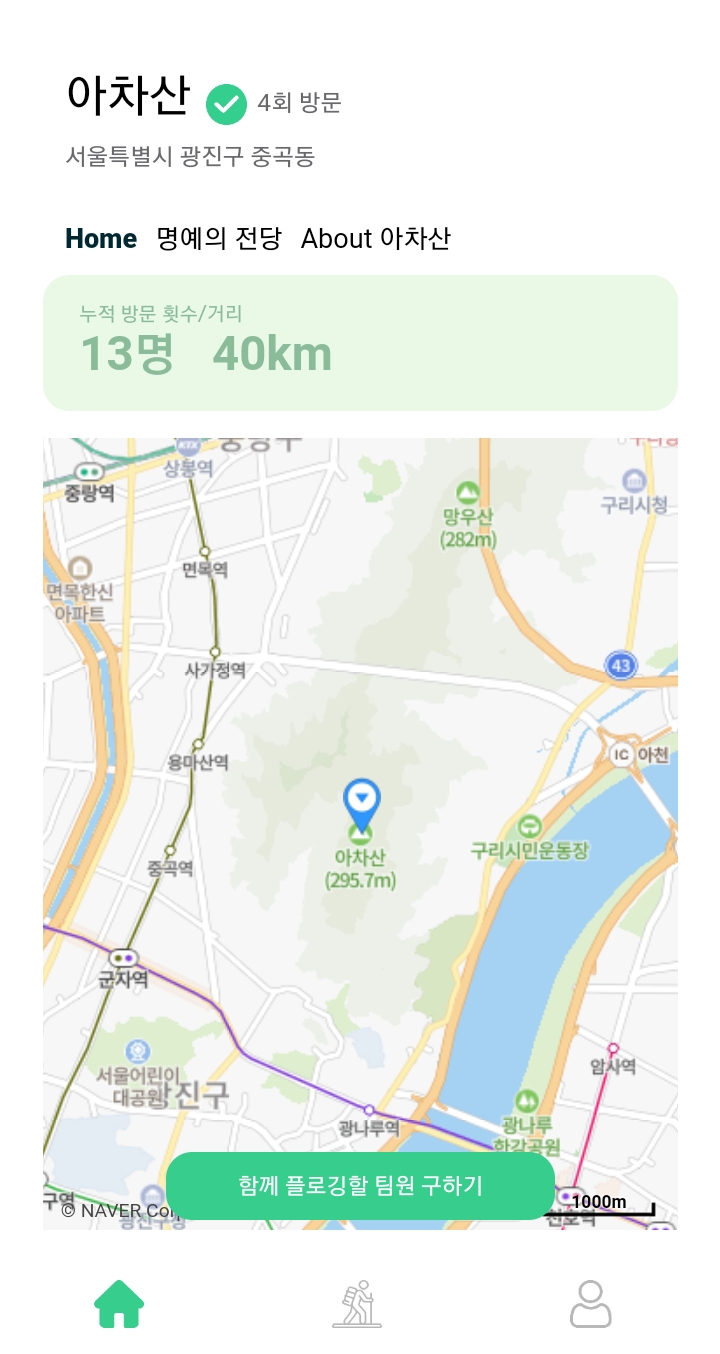 아차산 4회 방문
서울특별시 광진구 중곡동
Home 명예의 전당 About 아차산
누적 방문 횟수/거리
13명 40km
KTX
상봉역
중랑역
구리시청
망우산
(282m)
면목역
면목한신
아파트
43
사가정역
IC 아천
용마산역
구리시민운동장
아차산
(295.7m)
중곡역
군자역
서울어린이
대공원
광진구
암사역
광나루
한강공원
광나루역
함께 플로깅할 팀원 구하기
1000m
© NAVER
천호역